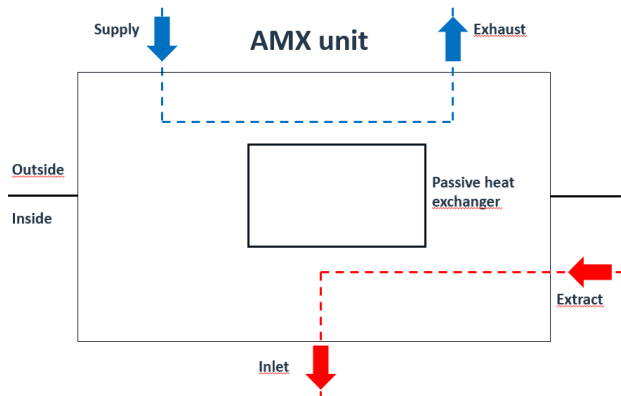 Supply
AMX unit
Exhaust
Outside
Inside
Passive heat
exchanger
Extract
Inlet